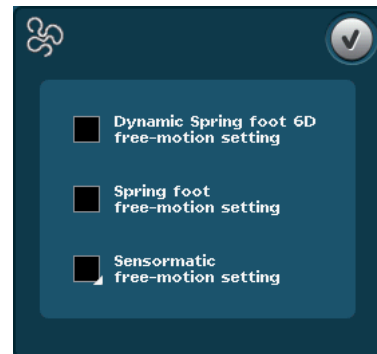 Dynamic Spring foot 6D
free-motion setting
Spring foot
free-motion setting
Sensormatic
free-motion setting